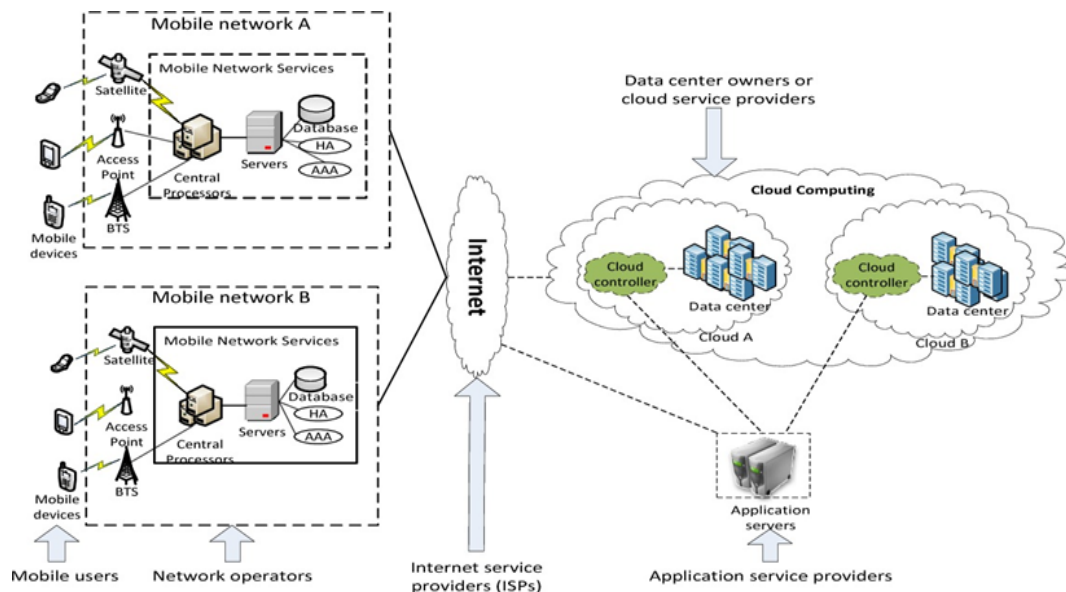 Mobile network A
Mobile Network Services
Satellite
Database
HA
AAA
Access
Point
Servers
Central
Processors
BTS
Mobile
devices
Mobile network B
Mobile Network Services
Satellite
Database
HA
AAA
Access
Point
Servers
Central
Processors
BTS
Mobile
devices
Mobile users
Network operators
Internet
Internet service
providers (ISPs)
Data center owners or
cloud service providers
Cloud Computing
Cloud
controller
Data center
Cloud A
Cloud
controller
Data center
Cloud B
Application
servers
Application service providers